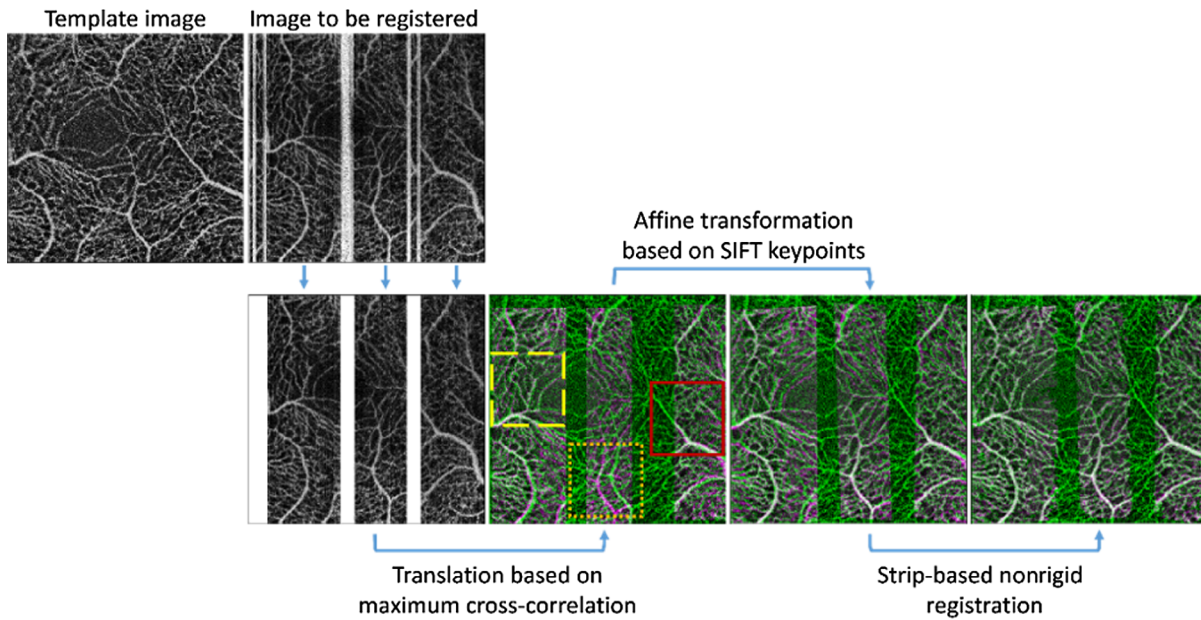 Template image
Image to be registered
Affine transformation
based on SIFT keypoints
Translation based on
maximum cross-correlation
Strip-based nonrigid
registration